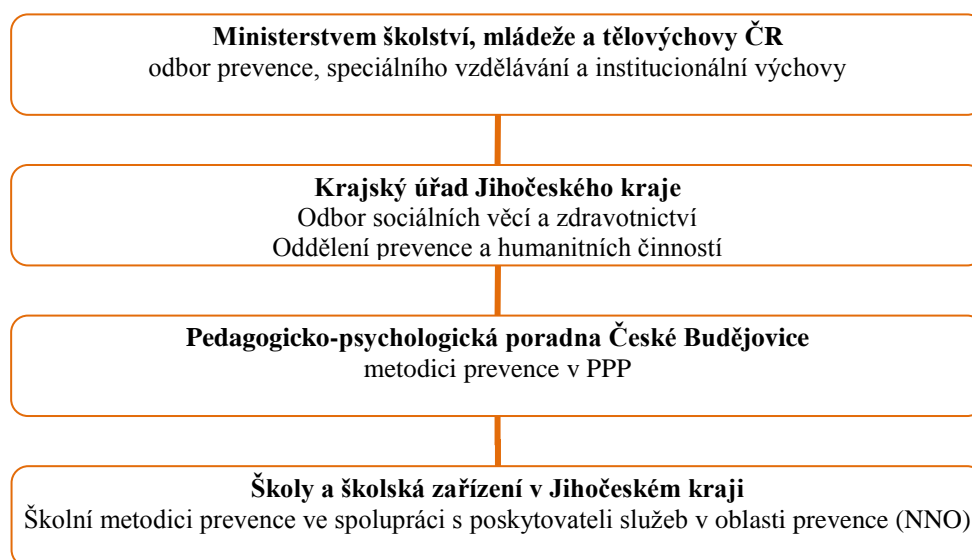 Ministerstvem školství, mládeže a tělovýchovy ČR
odbor prevence, speciálního vzdělávání a institucionální výchovy
Krajský úřad Jihočeského kraje
Odbor sociálních věcí a zdravotnictví
Oddělení prevence a humanitních činností
Pedagogicko-psychologická poradna České Budějovice
metodici prevence v PPP
Školy a školská zařízení v Jihočeském kraji
Školní metodici prevence ve spolupráci s poskytovateli služeb v oblasti prevence (NNO)